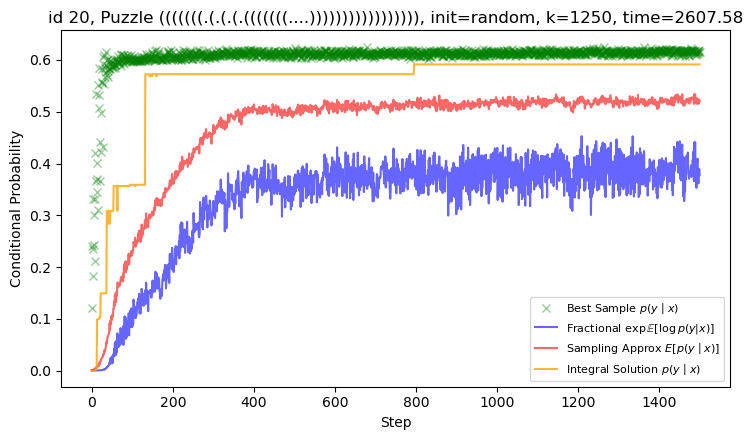 id 20, Puzzle (((((((.(.(.(.(((((((....))))))))))))))))), init=random, k=1250, time=2607.58
Conditional Probability
0.6
0.5
0.4
0.3
0.2
0.1
0.0
Best Sample p(y | x)
Fractional exp 𝔼[log p(y|x)]
Sampling Approx E[p(y | x)]
Integral Solution p(y | x)
0 200 400 600 800 1000 1200 1400
Step